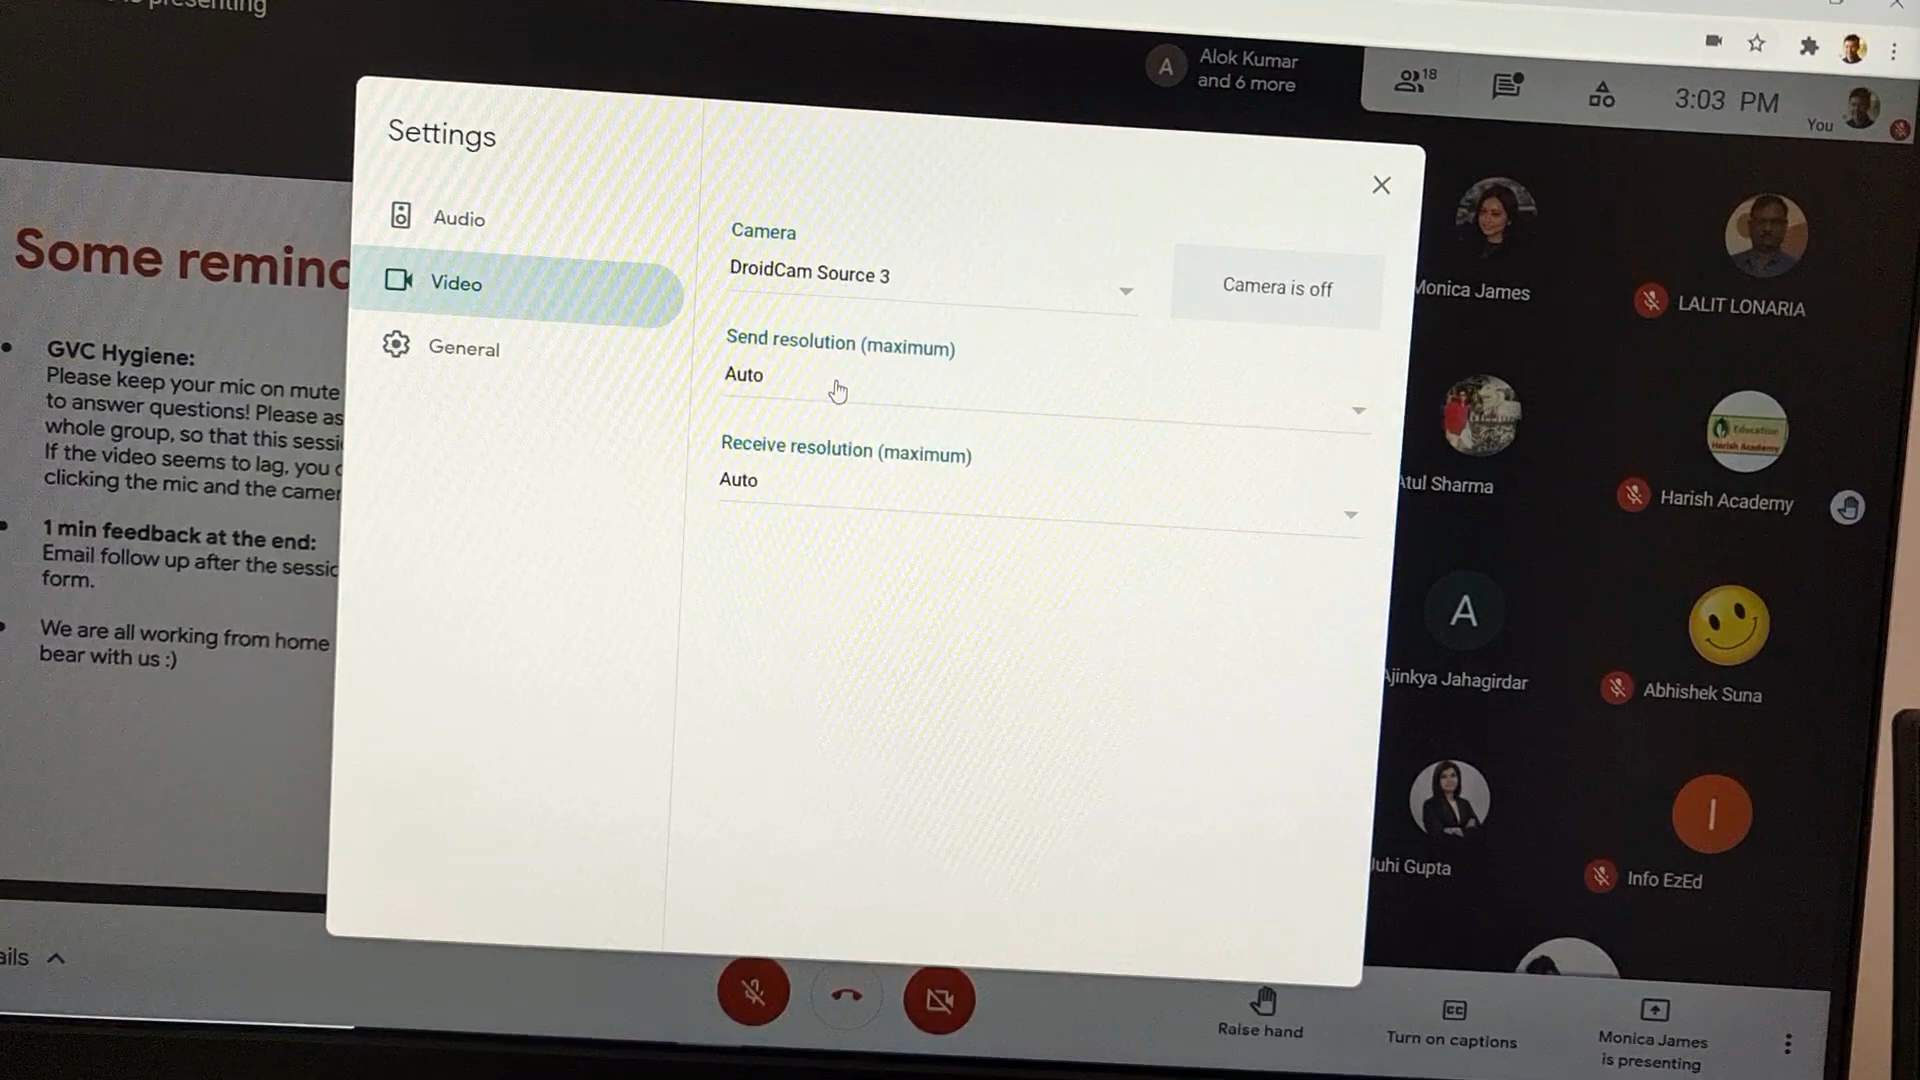 Alok Kumar
and 6 more
18
3:03 PM
You
Settings
Audio
Video
General
Camera
DroidCam Source 3
Camera is off
Send resolution (maximum)
Auto
Receive resolution (maximum)
Auto
Some remind
GVC Hygiene:
Please keep your mic on mute
to answer questions! Please as
whole group, so that this sessi
If the video seems to lag, you c
clicking the mic and the camer
1 min feedback at the end:
Email follow up after the sessic
form.
We are all working from home
bear with us :)
A
Monica James
LALIT LONARIA
Atul Sharma
Education
Harish Academy
Harish Academy
A
Ajinkya Jahagirdar
Abhishek Suna
Juhi Gupta
I
Info EzEd
ails
Raise hand
CC
Turn on captions
Monica James
is presenting